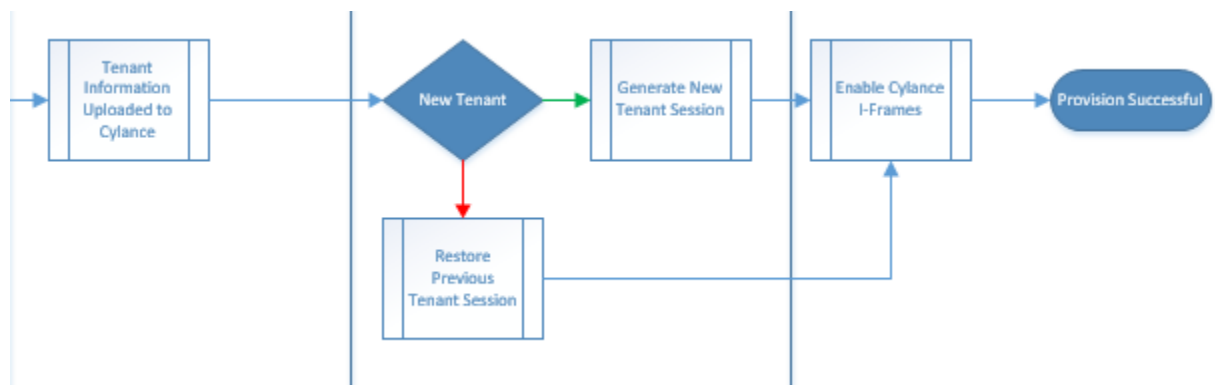 Tenant
Information
Uploaded to
Cylance
New Tenant
Generate New
Tenant Session
Enable Cylance
I-Frames
Provision Successful
Restore
Previous
Tenant Session